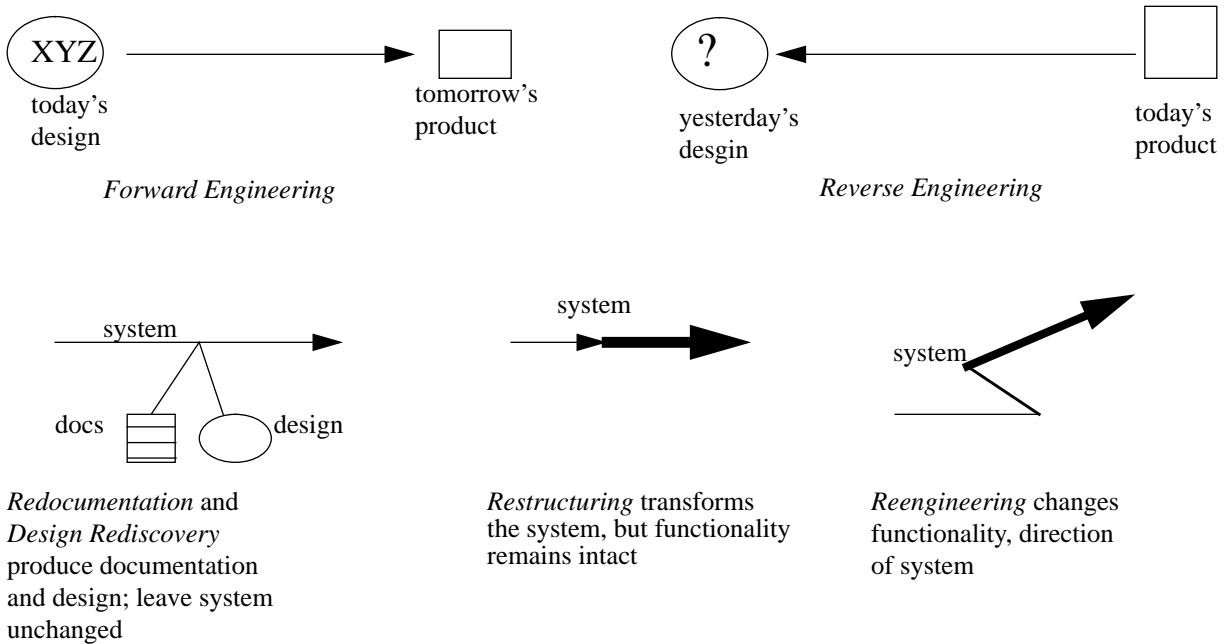 XYZ
today’s
design
tomorrow’s
product
Forward Engineering
?
yesterday’s
desgin
today’s
product
Reverse Engineering
system
docs
design
Redocumentation and
Design Rediscovery
produce documentation
and design; leave system
unchanged
system
Restructuring transforms
the system, but functionality
remains intact
system
Reengineering changes
functionality, direction
of system